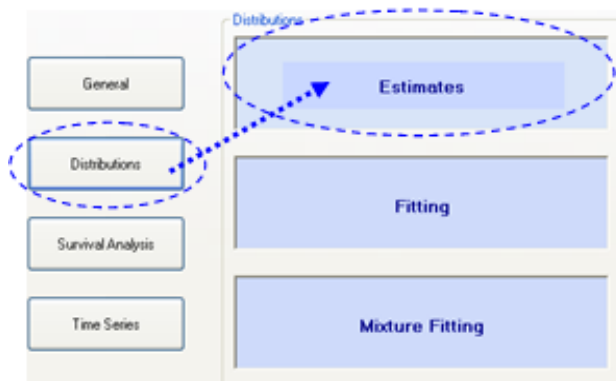 Distributions
General
Estimates
Distributions
Fitting
Survival Analysis
Time Series
Mixture Fitting